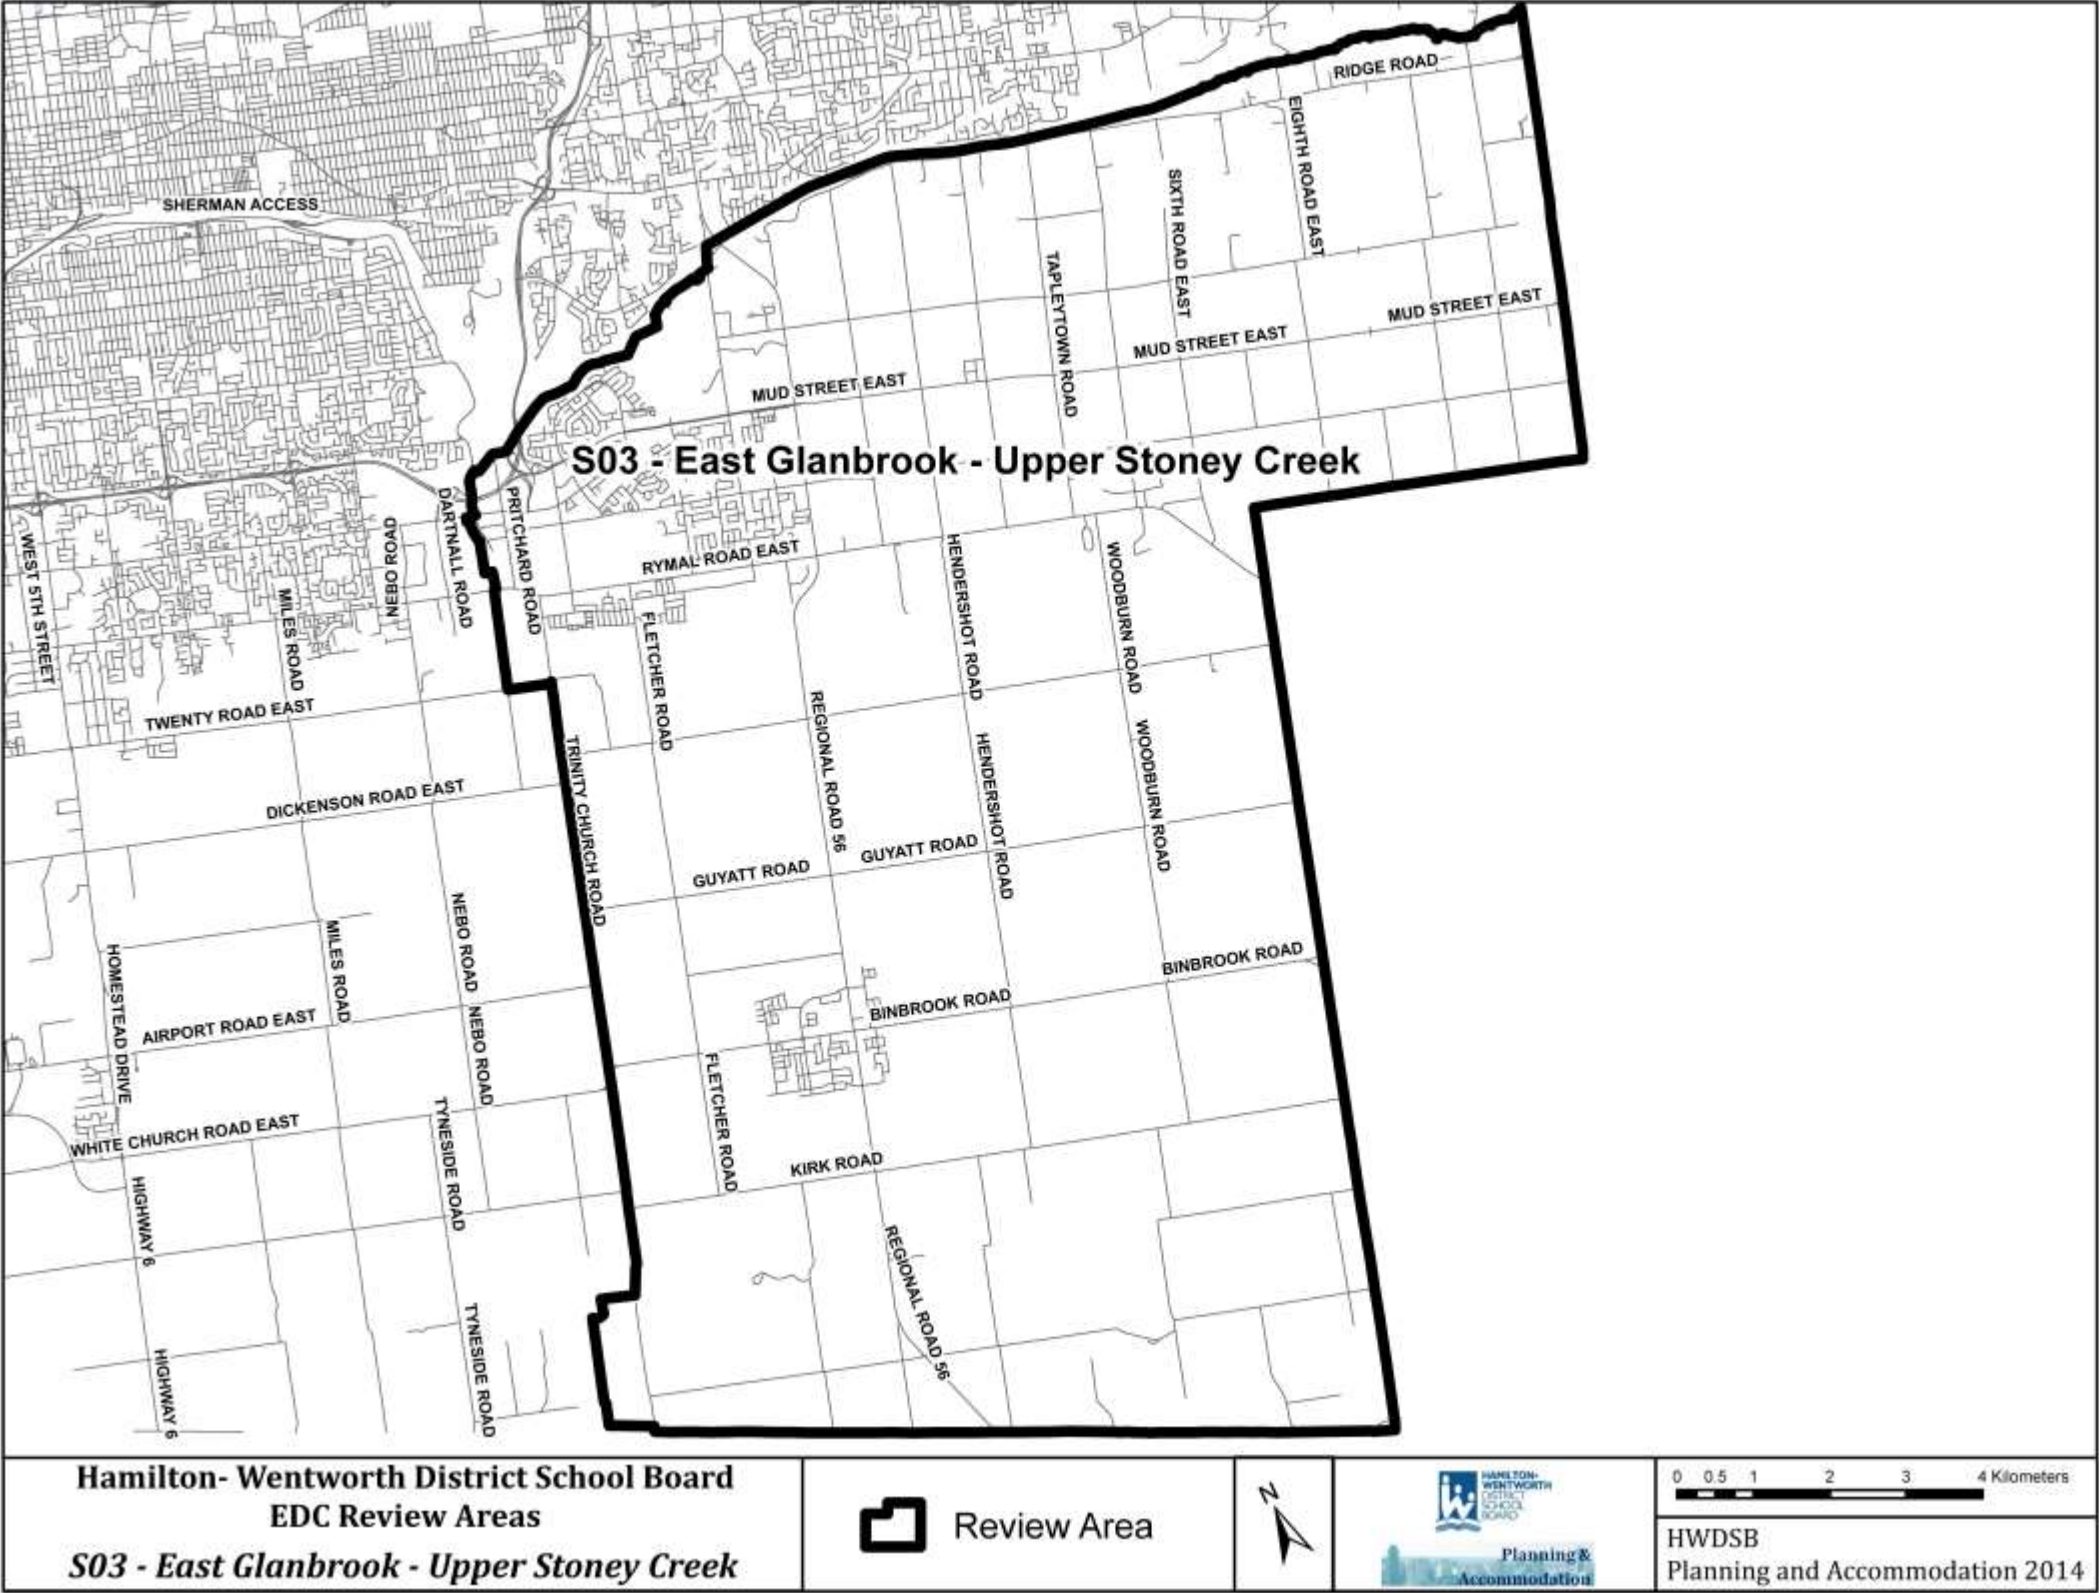 RIDGE ROAD
EIGHTH ROAD EAST
SHERMAN ACCESS
SIXTH ROAD EAST
TAPLEYTOWN ROAD
MUD STREET EAST
MUD STREET EAST
MUD STREET EAST
S03 - East Glanbrook - Upper Stoney Creek
DARTNALL ROAD
PRITCHARD ROAD
NEBO ROAD
WEST 5TH STREET
MILES ROAD
RYMAL ROAD EAST
HENDERSHOT ROAD
WOODBURN ROAD
FLETCHER ROAD
TWENTY ROAD EAST
REGIONAL ROAD 56
TRINITY CHURCH ROAD
HENDERSHOT ROAD
WOODBURN ROAD
DICKENSON ROAD EAST
GUYATT ROAD
GUYATT ROAD
NEBO ROAD
MILES ROAD
HOMESTEAD DRIVE
BINBROOK ROAD
BINBROOK ROAD
AIRPORT ROAD EAST
NEBO ROAD
FLETCHER ROAD
TYNESIDE ROAD
WHITE CHURCH ROAD EAST
KIRK ROAD
HIGHWAY 6
REGIONAL ROAD 56
TYNESIDE ROAD
HIGHWAY 6
Hamilton- Wentworth District School Board
EDC Review Areas
S03 - East Glanbrook - Upper Stoney Creek
Review Area
N
HAMILTON-
WENTWORTH
DISTRICT
SCHOOL
BOARD
Planning &
Accommodation
0 0.5 1 2 3 4 Kilometers
HWDSB
Planning and Accommodation 2014